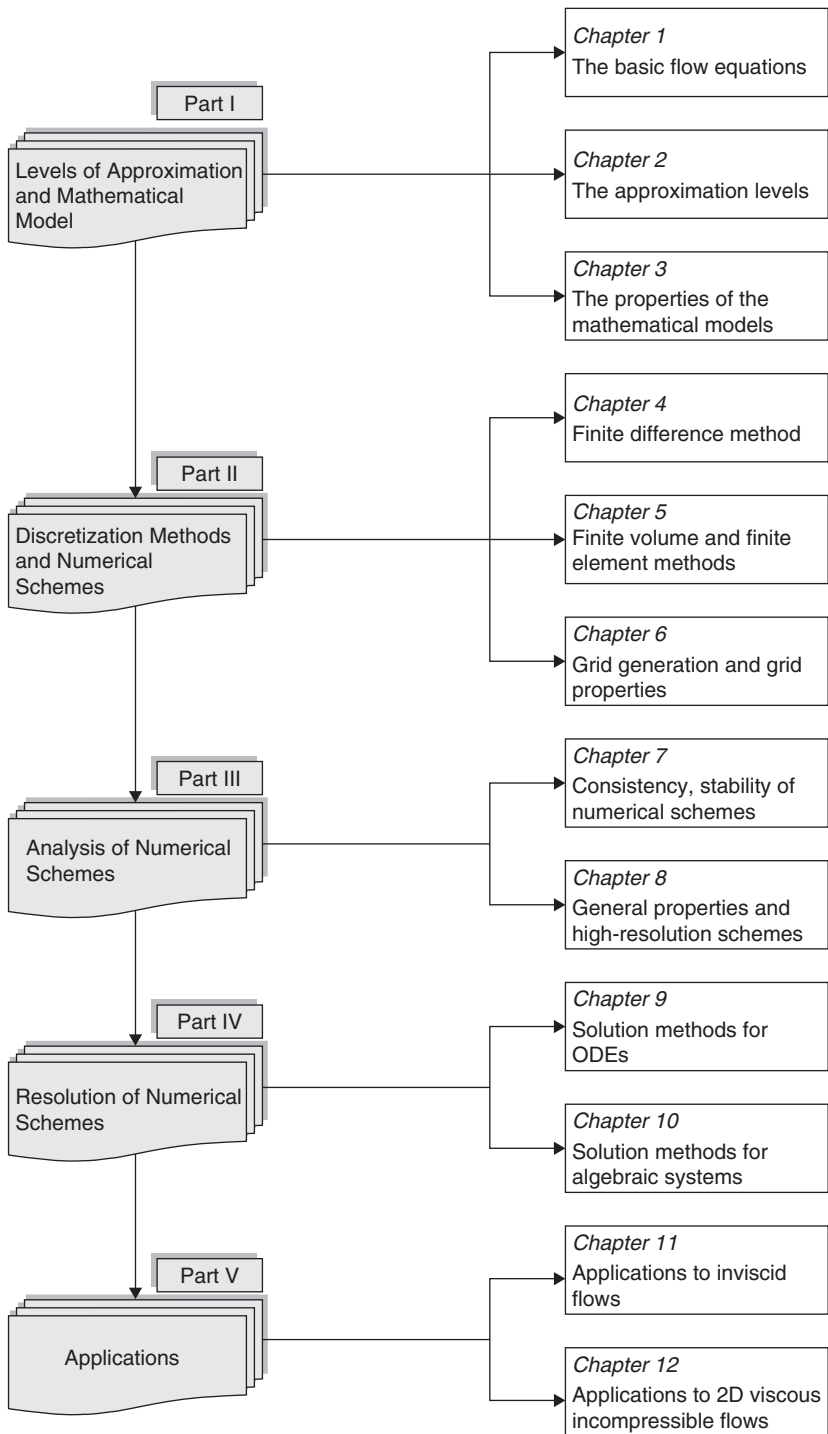 Part I
Levels of Approximation
and Mathematical
Model
Chapter 1
The basic flow equations
Chapter 2
The approximation levels
Chapter 3
The properties of the
mathematical models
Part II
Discretization Methods
and Numerical
Schemes
Chapter 4
Finite difference method
Chapter 5
Finite volume and finite
element methods
Chapter 6
Grid generation and grid
properties
Part III
Analysis of Numerical
Schemes
Chapter 7
Consistency, stability of
numerical schemes
Chapter 8
General properties and
high-resolution schemes
Part IV
Resolution of Numerical
Schemes
Chapter 9
Solution methods for
ODEs
Chapter 10
Solution methods for
algebraic systems
Part V
Applications
Chapter 11
Applications to inviscid
flows
Chapter 12
Applications to 2D viscous
incompressible flows